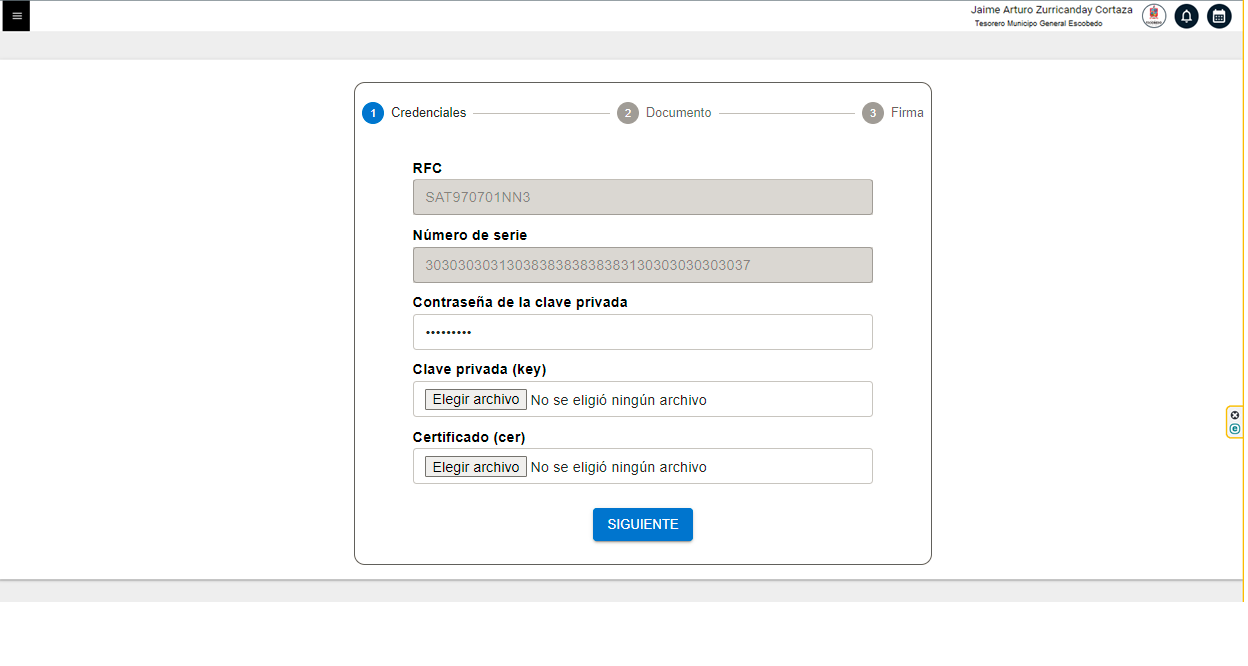 Jaime Arturo Zurricanday Cortaza
Tesorero Municipo General Escobedo
1 Credenciales
2 Documento
3 Firma
RFC
SAT970701NN3
Número de serie
3030303031303838383838383130303030303037
Contraseña de la clave privada
•••••••••
Clave privada (key)
Elegir archivo No se eligió ningún archivo
Certificado (cer)
Elegir archivo No se eligió ningún archivo
SIGUIENTE